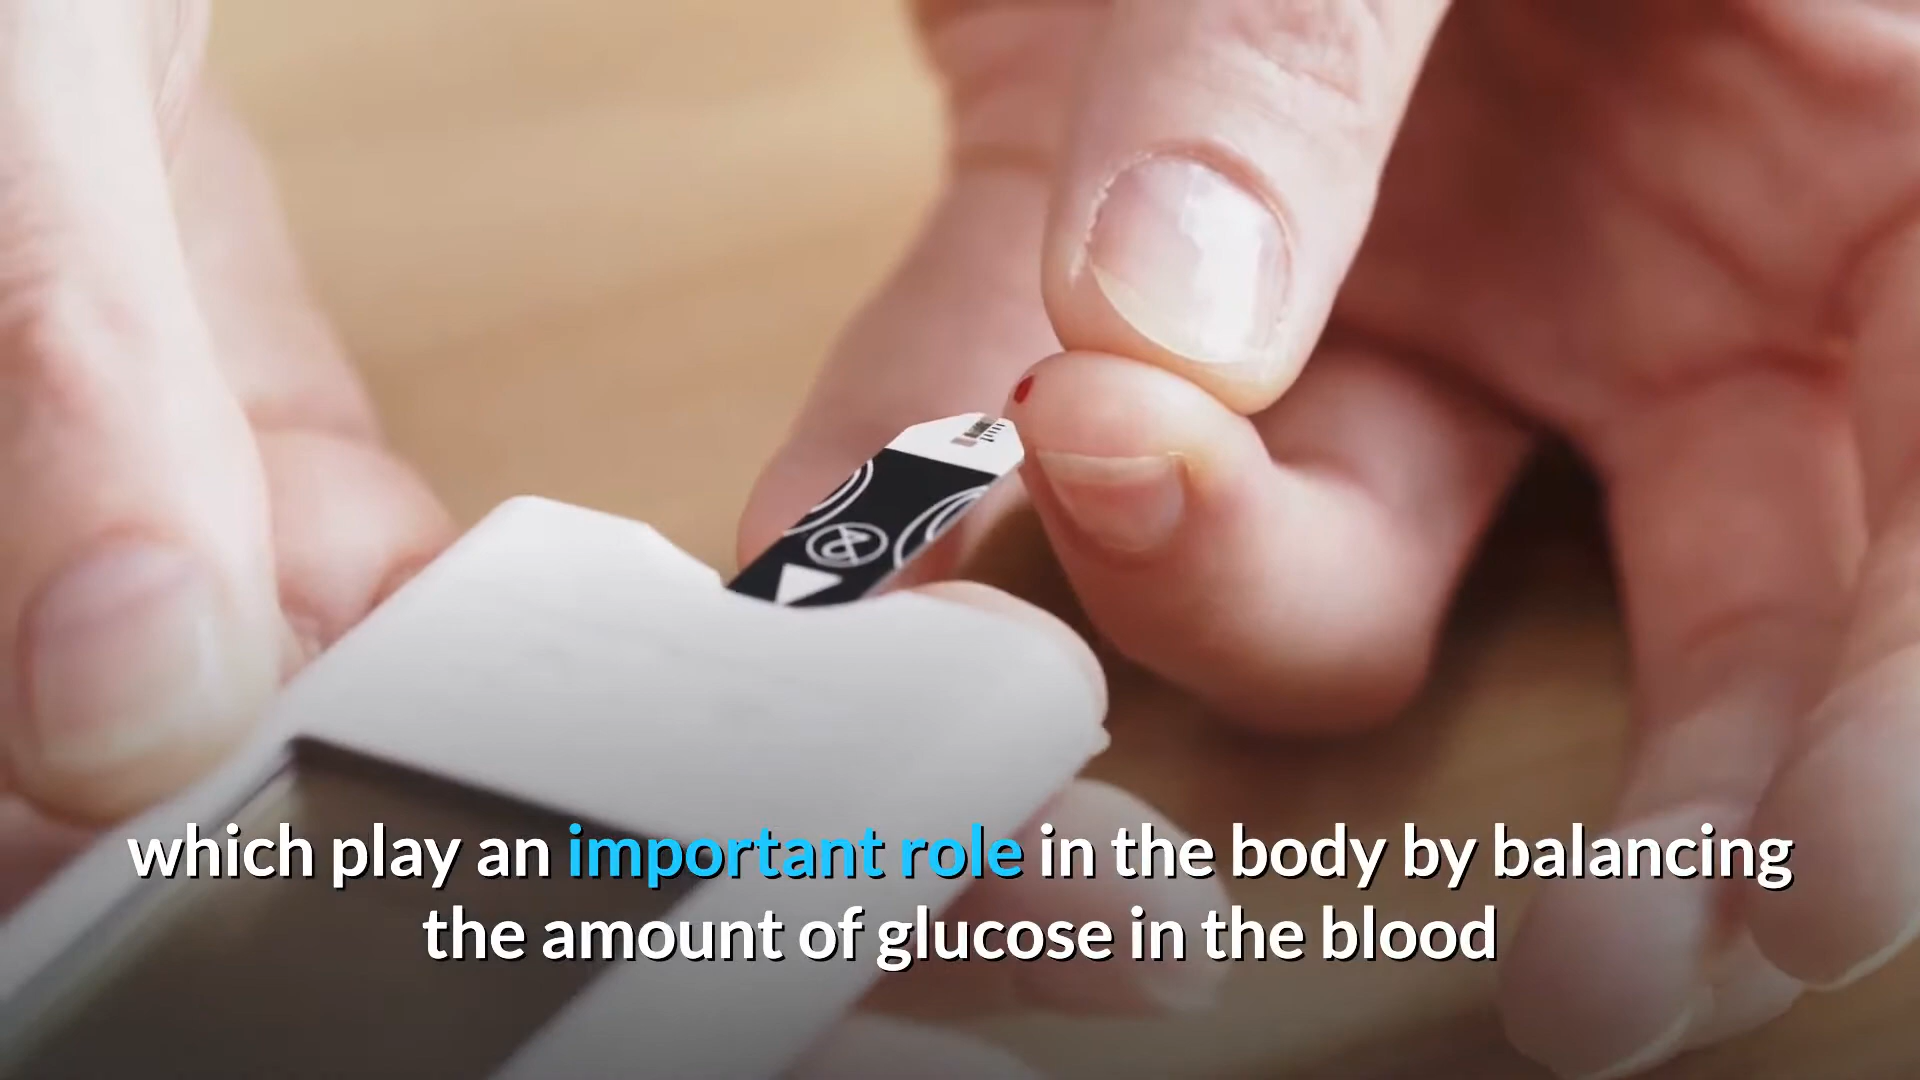 which play an important role in the body by balancing
the amount of glucose in the blood